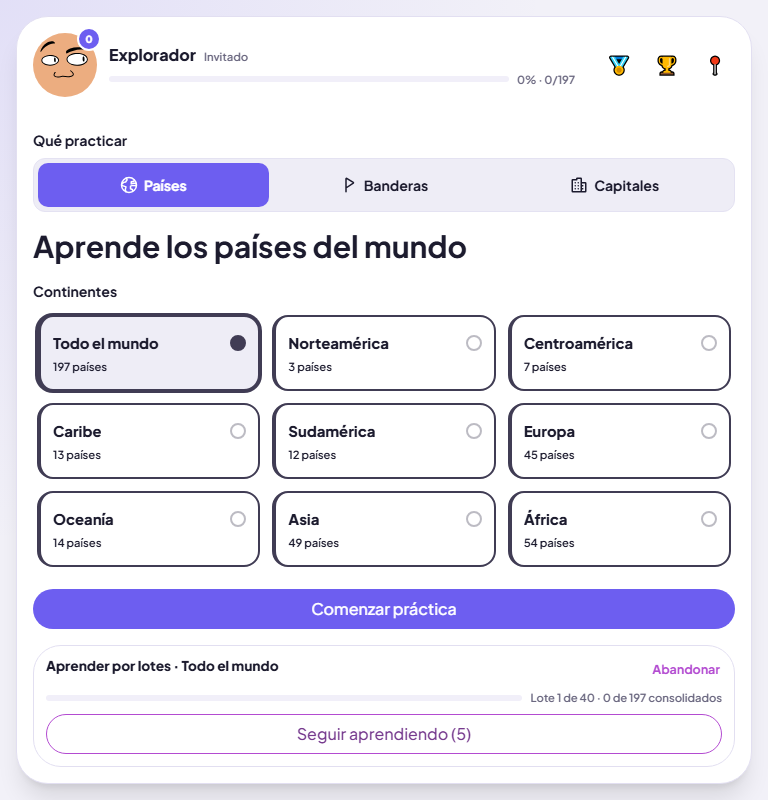 0
Explorador Invitado
0% · 0/197
Qué practicar
Países
Banderas
Capitales
Aprende los países del mundo
Continentes
Todo el mundo
197 países
Norteamérica
3 países
Centroamérica
7 países
Caribe
13 países
Sudamérica
12 países
Europa
45 países
Oceanía
14 países
Asia
49 países
África
54 países
Comenzar práctica
Aprender por lotes · Todo el mundo
Abandonar
Lote 1 de 40 · 0 de 197 consolidados
Seguir aprendiendo (5)